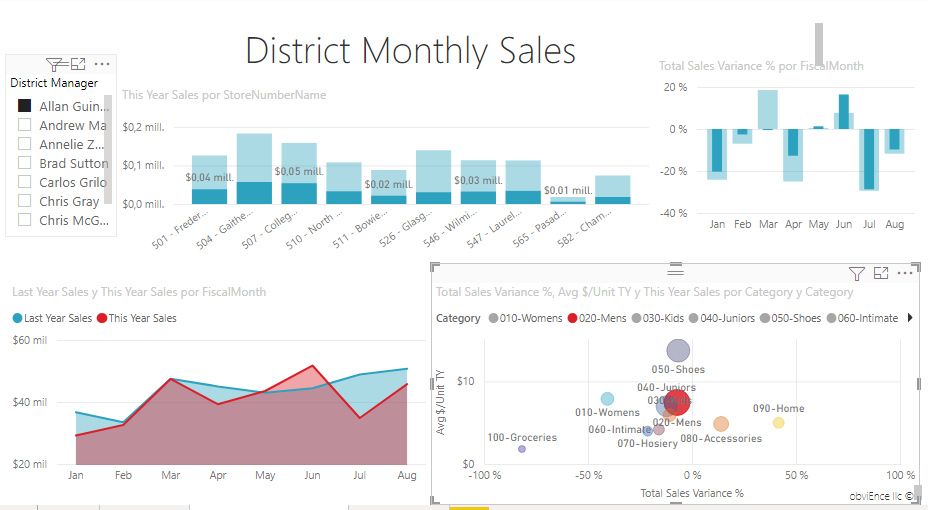 District Monthly Sales
District Manager
Allan Guin...
Andrew Ma
Annelie Z...
Brad Sutton
Carlos Grilo
Chris Gray
Chris McG...
This Year Sales por StoreNumberName
$0,2 mill.
$0,1 mill.
$0,0 mill.
$0,04 mill.
$0,05 mill.
$0,02 mill.
$0,03 mill.
$0,01 mill.
501 - Freder...
504 - Gaithe...
507 - Colleg...
510 - North ...
511 - Bowie...
526 - Glasg...
546 - Wilmi...
547 - Laurel...
565 - Pasad...
582 - Cham...
Total Sales Variance % por FiscalMonth
20 %
0 %
-20 %
-40 %
Jan Feb Mar Apr May Jun Jul Aug
Last Year Sales y This Year Sales por FiscalMonth
Last Year Sales This Year Sales
$60 mil
$40 mil
$20 mil
Jan Feb Mar Apr May Jun Jul Aug
Total Sales Variance %, Avg $/Unit TY y This Year Sales por Category y Category
Category 010-Womens 020-Mens 030-Kids 040-Juniors 050-Shoes 060-Intimate
Avg $/Unit TY
$10
$0
050-Shoes
040-Juniors
010-Womens
020-Mens
090-Home
060-Intimate
070-Hosiery
080-Accessories
100-Groceries
-100 % -50 % 0 % 50 % 100 %
Total Sales Variance %
obviEnce llc ©